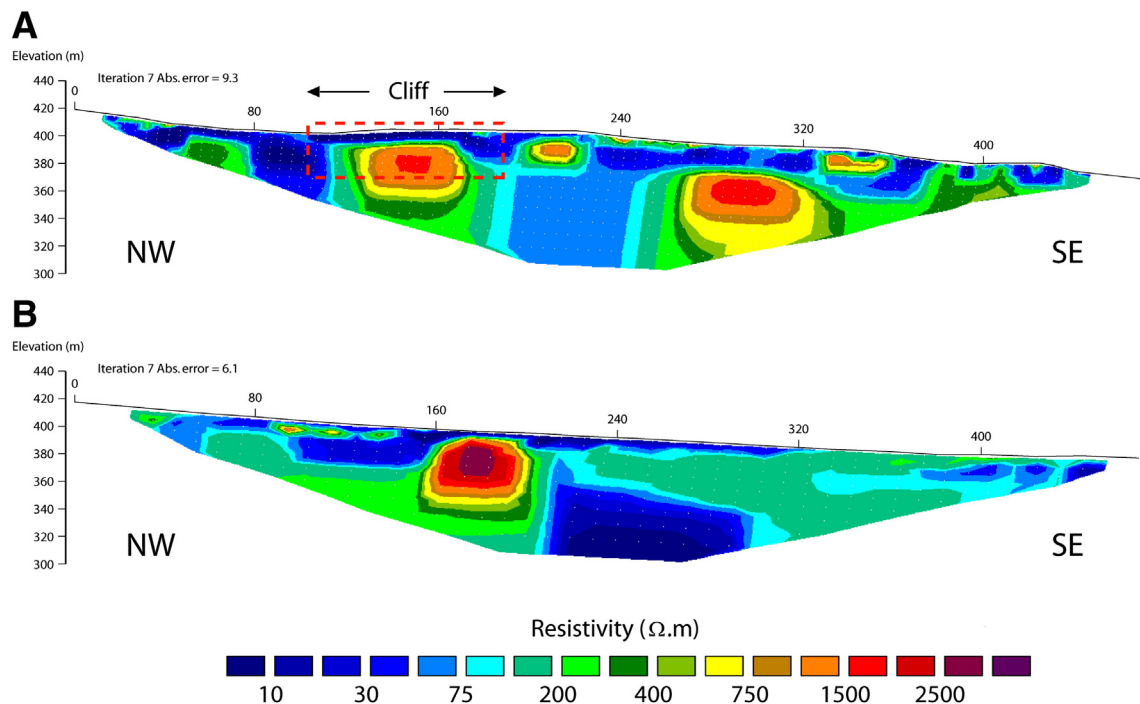 A
Elevation (m)
Iteration 7 Abs. error = 9.3
Cliff
440
420
400
380
360
340
320
300
0
80
160
240
320
400
NW
SE
B
Elevation (m)
Iteration 7 Abs. error = 6.1
440
420
400
380
360
340
320
300
0
80
160
240
320
400
NW
SE
Resistivity (Ω.m)
10 30 75 200 400 750 1500 2500